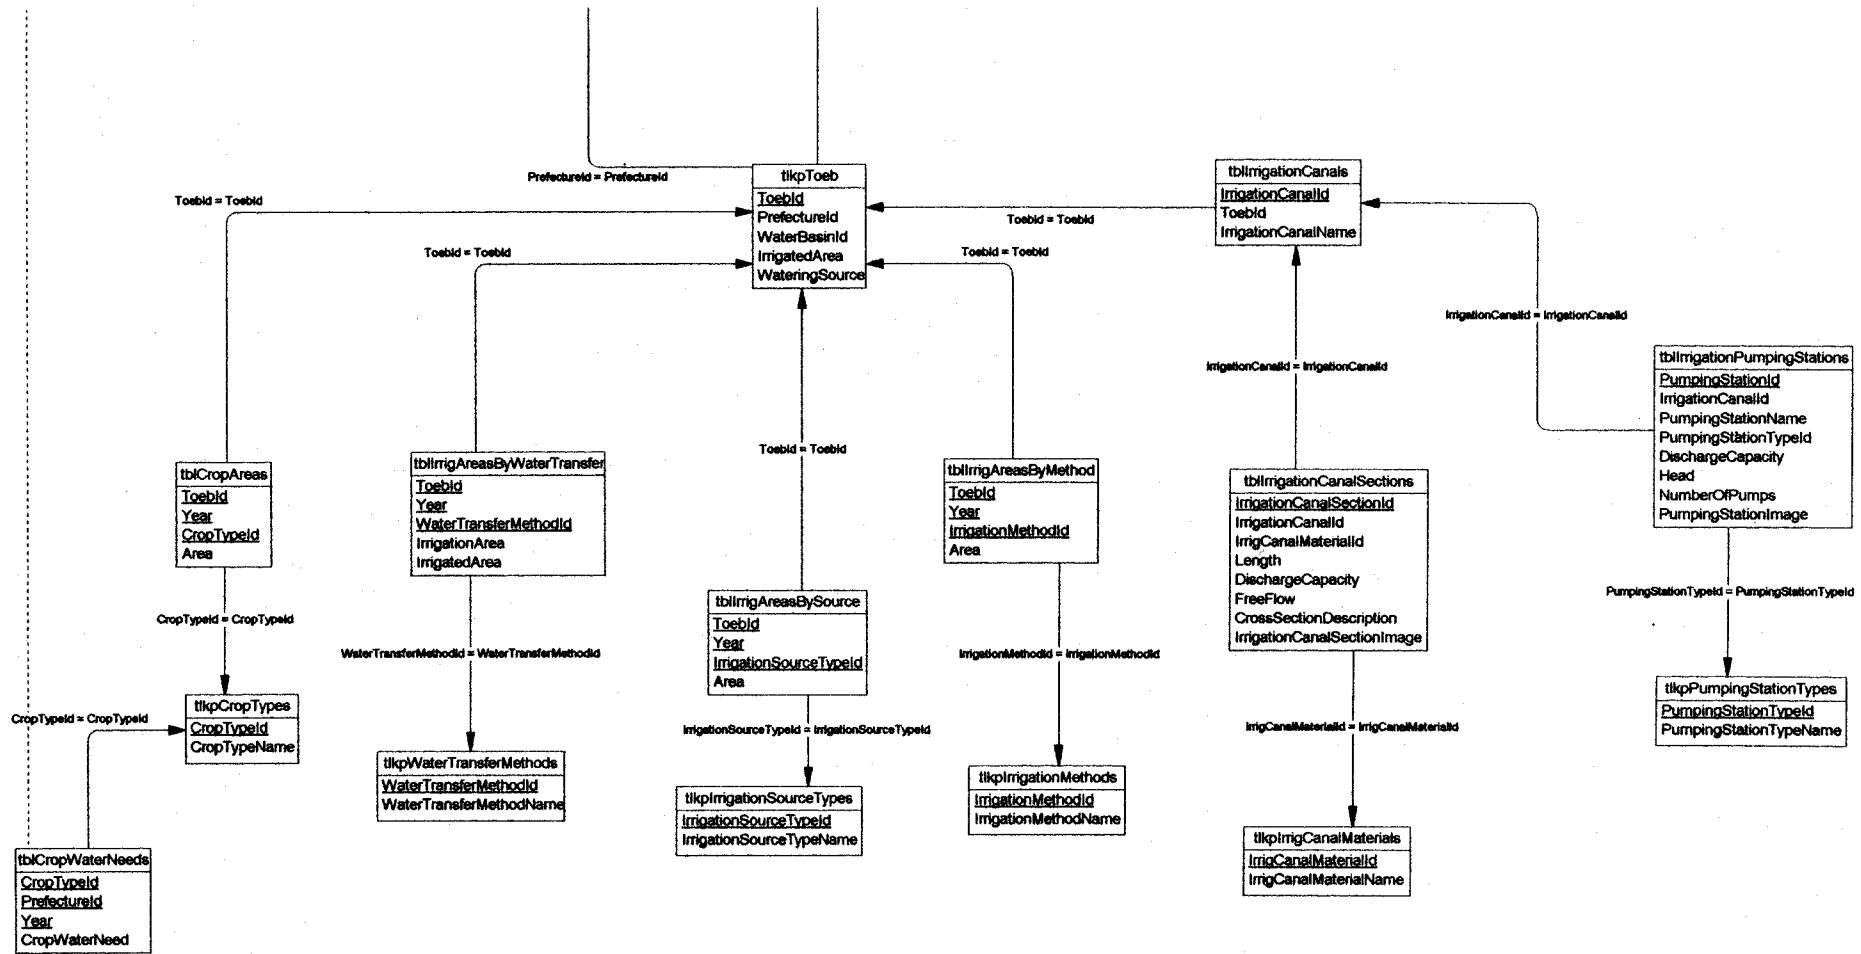 PrefectureId = PrefectureId
tlkpToeb
ToebId
PrefectureId
WaterBasinId
IrrigatedArea
WateringSource
ToebId = ToebId
ToebId = ToebId
ToebId = ToebId
ToebId = ToebId
ToebId = ToebId
tblIrrigationCanals
IrrigationCanalId
ToebId
IrrigationCanalName
IrrigationCanalId = IrrigationCanalId
IrrigationCanalId = IrrigationCanalId
tblIrrigationPumpingStations
PumpingStationId
IrrigationCanalId
PumpingStationName
PumpingStationTypeId
DischargeCapacity
Head
NumberOfPumps
PumpingStationImage
tblCropAreas
ToebId
Year
CropTypeId
Area
tblIrrigAreasByWaterTransfer
ToebId
Year
WaterTransferMethodId
IrrigationArea
IrrigatedArea
tblIrrigAreasBySource
ToebId
Year
IrrigationSourceTypeId
Area
tblIrrigAreasByMethod
ToebId
Year
IrrigationMethodId
Area
tblIrrigationCanalSections
IrrigationCanalSectionId
IrrigationCanalId
IrrigCanalMaterialId
Length
DischargeCapacity
FreeFlow
CrossSectionDescription
IrrigationCanalSectionImage
CropTypeId = CropTypeId
WaterTransferMethodId = WaterTransferMethodId
IrrigationSourceTypeId = IrrigationSourceTypeId
IrrigationMethodId = IrrigationMethodId
IrrigCanalMaterialId = IrrigCanalMaterialId
PumpingStationTypeId = PumpingStationTypeId
CropTypeId = CropTypeId
tlkpCropTypes
CropTypeId
CropTypeName
tlkpWaterTransferMethods
WaterTransferMethodId
WaterTransferMethodName
tlkpIrrigationSourceTypes
IrrigationSourceTypeId
IrrigationSourceTypeName
tlkpIrrigationMethods
IrrigationMethodId
IrrigationMethodName
tlkpIrrigCanalMaterials
IrrigCanalMaterialId
IrrigCanalMaterialName
tlkpPumpingStationTypes
PumpingStationTypeId
PumpingStationTypeName
tblCropWaterNeeds
CropTypeId
PrefectureId
Year
CropWaterNeed